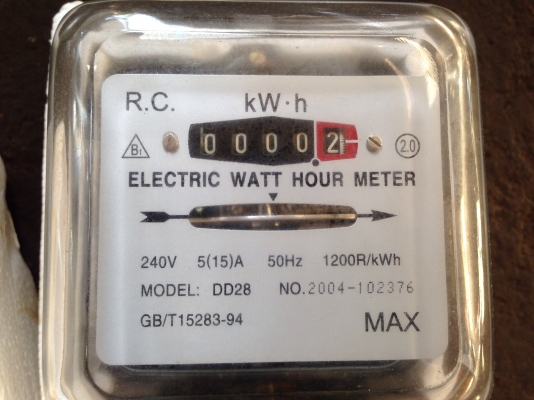 R.C. kW·h
B1 0 0 0 0 2 2.0
ELECTRIC WATT HOUR METER
240V 5(15)A 50Hz 1200R/kWh
MODEL: DD28 NO.2004-102376
GB/T15283-94 MAX